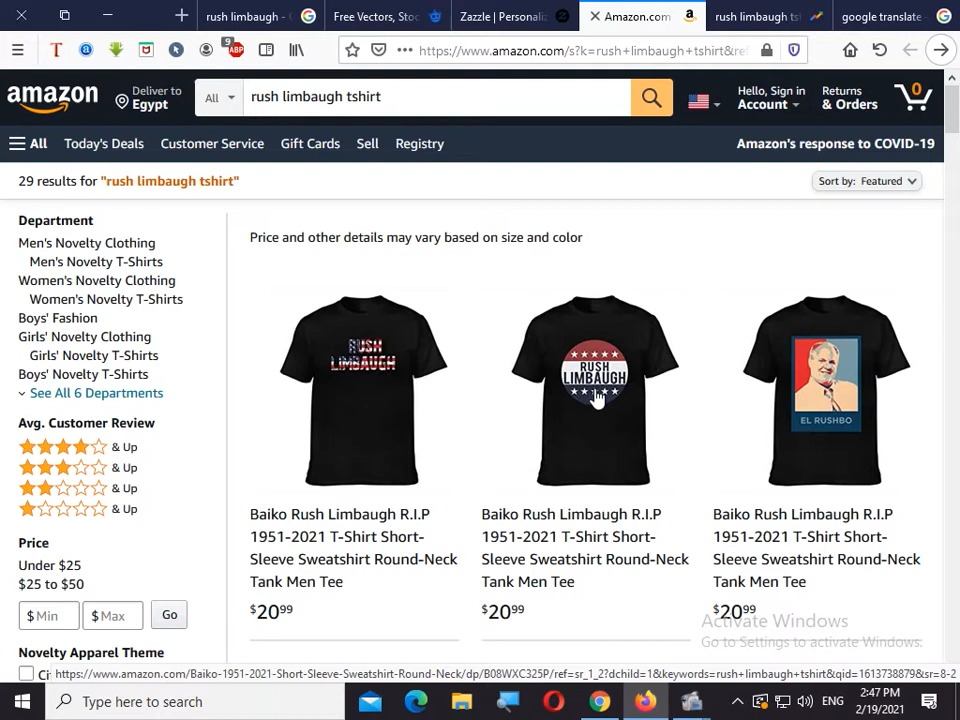 rush limbaugh - G
Free Vectors, Stoc
Zazzle | Personaliz
Amazon.com
rush limbaugh tsh
google translate -
https://www.amazon.com/s?k=rush+limbaugh+tshirt&ref
amazon
Deliver to
Egypt
All
rush limbaugh tshirt
Hello, Sign in
Account
Returns
& Orders
0
All
Today's Deals
Customer Service
Gift Cards
Sell
Registry
Amazon's response to COVID-19
29 results for "rush limbaugh tshirt"
Sort by: Featured
Department
Men's Novelty Clothing
Men's Novelty T-Shirts
Women's Novelty Clothing
Women's Novelty T-Shirts
Boys' Fashion
Girls' Novelty Clothing
Girls' Novelty T-Shirts
Boys' Novelty T-Shirts
See All 6 Departments
Avg. Customer Review
& Up
& Up
& Up
& Up
Price
Under $25
$25 to $50
$ Min
$ Max
Go
Novelty Apparel Theme
Price and other details may vary based on size and color
RUSH
LIMBAUGH
RUSH
LIMBAUGH
EL RUSHBO
Baiko Rush Limbaugh R.I.P
1951-2021 T-Shirt Short-
Sleeve Sweatshirt Round-Neck
Tank Men Tee
$20.99
Baiko Rush Limbaugh R.I.P
1951-2021 T-Shirt Short-
Sleeve Sweatshirt Round-Neck
Tank Men Tee
$20.99
Baiko Rush Limbaugh R.I.P
1951-2021 T-Shirt Short-
Sleeve Sweatshirt Round-Neck
Tank Men Tee
$20.99
Activate Windows
Go to Settings to activate Windows.
https://www.amazon.com/Baiko-1951-2021-Short-Sleeve-Sweatshirt-Round-Neck/dp/B08WXC325P/ref=sr_1_2?dchild=1&keywords=rush+limbaugh+tshirt&qid=1613738879&sr=8-2
Type here to search
ENG
2:47 PM
2/19/2021